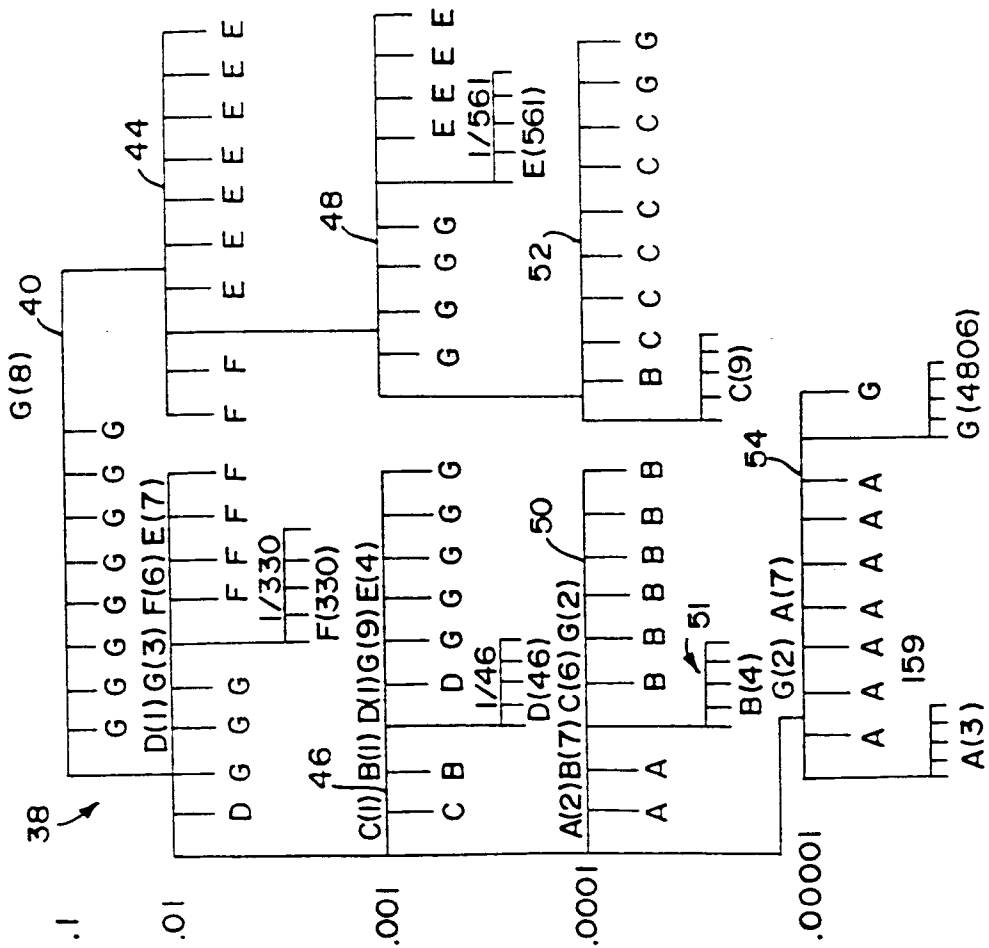 G(8)
40
38
.1
G G G G G G G G
D(1) G(3) F(6) E(7)
44
.01
D G G G F F F F F F E E E E E E E
1/330
F(330)
C(1) B(1) D(1) G(9) E(4)
46
48
.001
C B D G G G G G G G G G E E E E
1/46
D(46)
1/561
E(561)
A(2) B(7) C(6) G(2)
50
52
.0001
A A B B B B B B B C C C C C C G G
51
B(4)
C(9)
G(2) A(7)
54
.00001
A A A A A A A G
159
A(3)
G(4806)